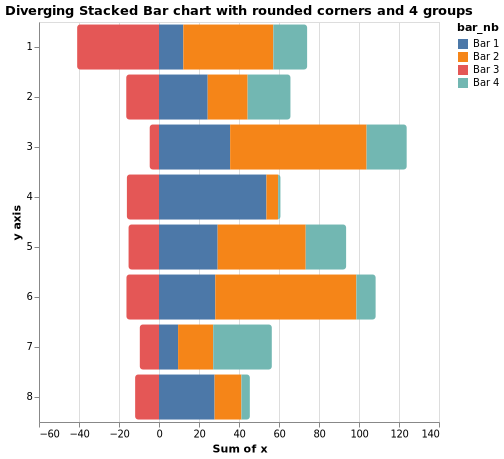 Diverging Stacked Bar chart with rounded corners and 4 groups
bar_nb
Bar 1
Bar 2
Bar 3
Bar 4
y axis
1
2
3
4
5
6
7
8
−60 −40 −20 0 20 40 60 80 100 120 140
Sum of x